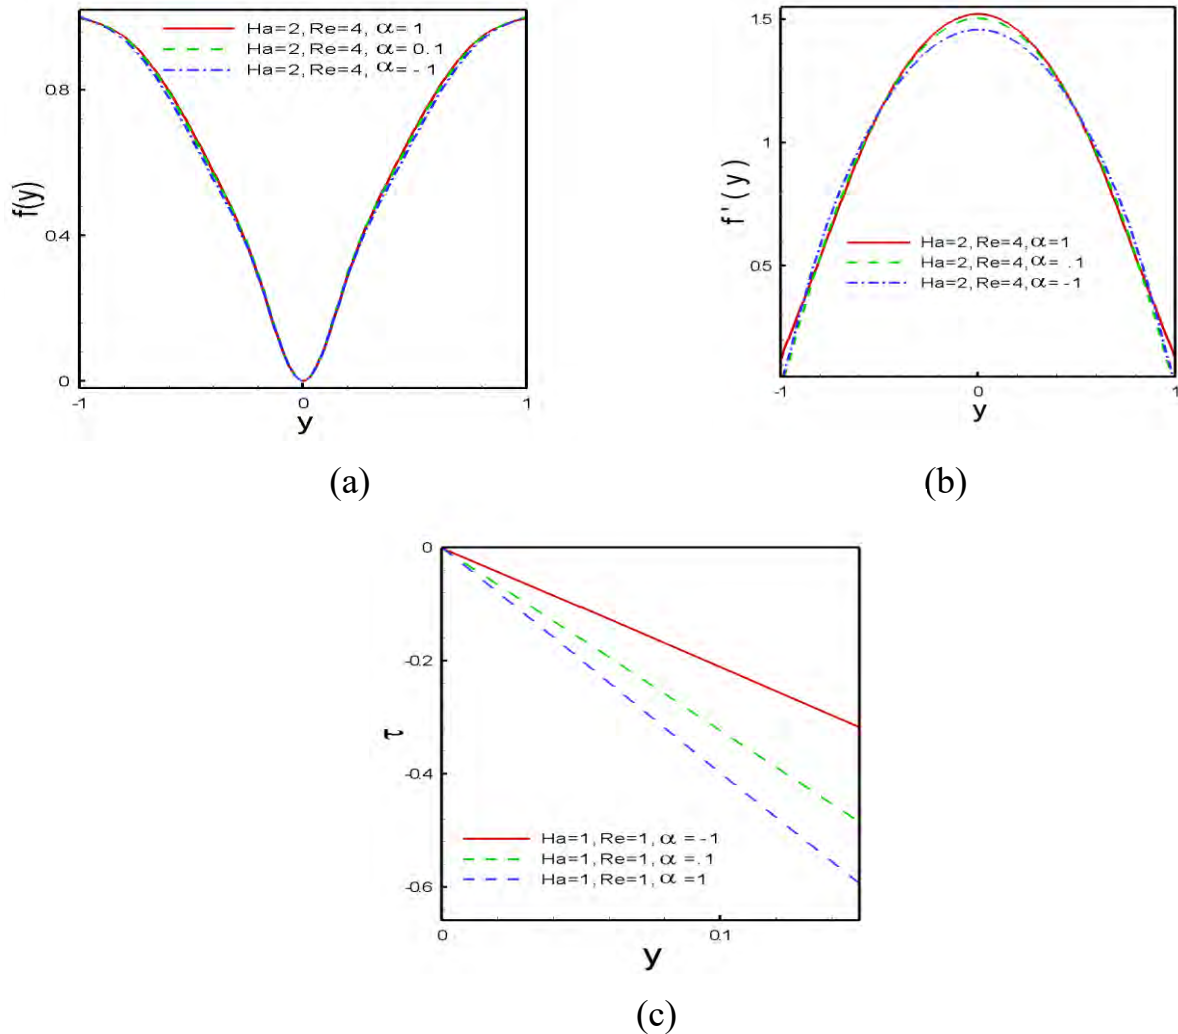 Ha=2, Re=4, α=1
Ha=2, Re=4, α=0.1
Ha=2, Re=4, α=-1
0.8
0.4
0
f(y)
-1 0 1
y
(a)
1.5
1
0.5
f'(y)
Ha=2, Re=4, α=1
Ha=2, Re=4, α= .1
Ha=2, Re=4, α=-1
-1 0 1
y
(b)
0
-0.2
-0.4
-0.6
τ
Ha=1, Re=1, α=-1
Ha=1, Re=1, α=.1
Ha=1, Re=1, α=1
0 0.1
y
(c)